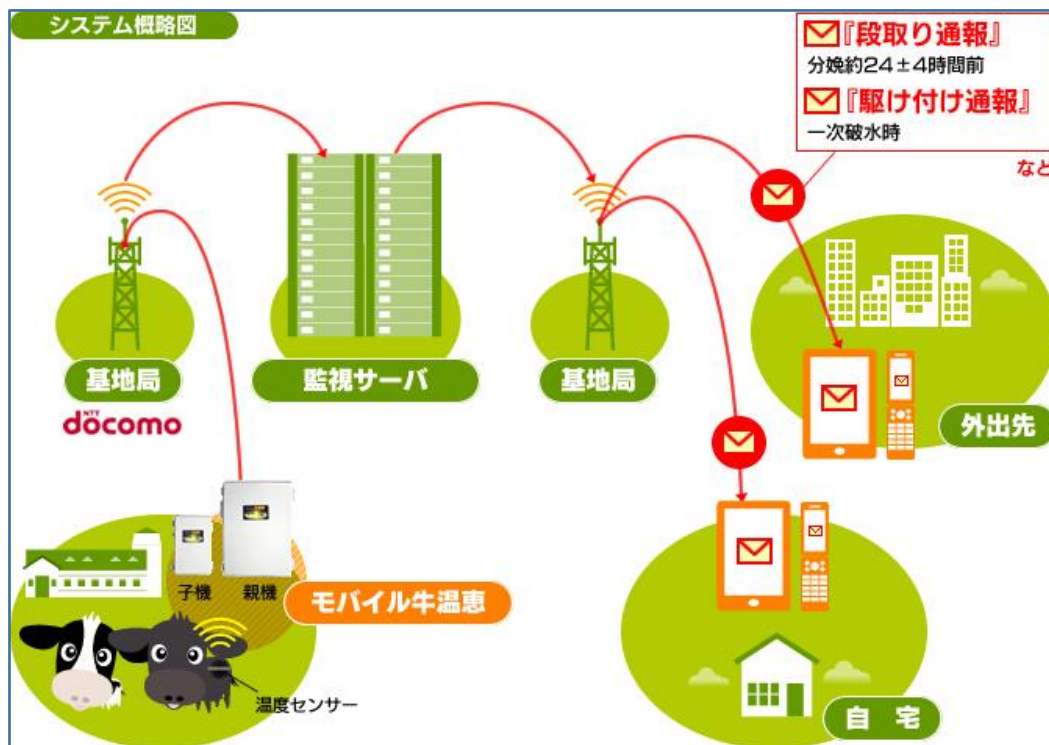 システム概略図
『段取り通報』
分娩約24±4時間前
『駆け付け通報』
一次破水時
など
基地局
監視サーバ
基地局
NTT
döcomo
外出先
子機
親機
モバイル牛温恵
温度センサー
自 宅